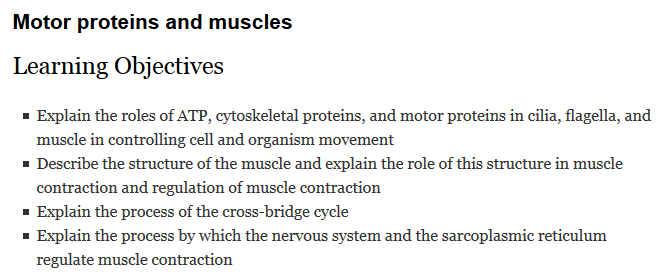 Motor proteins and muscles
Learning Objectives
▪ Explain the roles of ATP, cytoskeletal proteins, and motor proteins in cilia, flagella, and
muscle in controlling cell and organism movement
▪ Describe the structure of the muscle and explain the role of this structure in muscle
contraction and regulation of muscle contraction
▪ Explain the process of the cross-bridge cycle
▪ Explain the process by which the nervous system and the sarcoplasmic reticulum
regulate muscle contraction